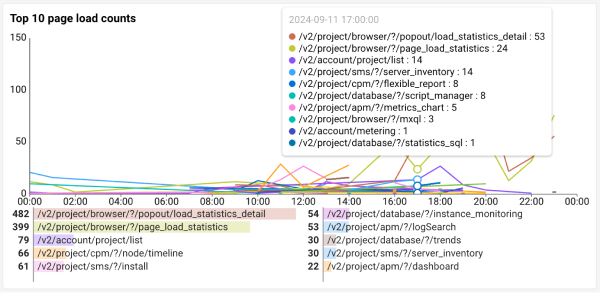 Top 10 page load counts
2024-09-11 17:00:00
/v2/project/browser/?/popout/load_statistics_detail : 53
/v2/project/browser/?/page_load_statistics : 24
/v2/account/project/list : 14
/v2/project/sms/?/server_inventory : 14
/v2/project/cpm/?/flexible_report : 8
/v2/project/database/?/script_manager : 8
/v2/project/apm/?/metrics_chart : 5
/v2/project/browser/?/mxql : 3
/v2/account/metering : 1
/v2/project/database/?/statistics_sql : 1
150
100
50
0
00:00 02:00 04:00 06:00 08:00 10:00 12:00 14:00 16:00 18:00 20:00 22:00 00:00
482 /v2/project/browser/?/popout/load_statistics_detail
399 /v2/project/browser/?/page_load_statistics
79 /v2/account/project/list
66 /v2/project/cpm/?/node/timeline
61 /v2/project/sms/?/install
54 /v2/project/database/?/instance_monitoring
53 /v2/project/apm/?/logSearch
30 /v2/project/database/?/trends
30 /v2/project/sms/?/server_inventory
22 /v2/project/apm/?/dashboard